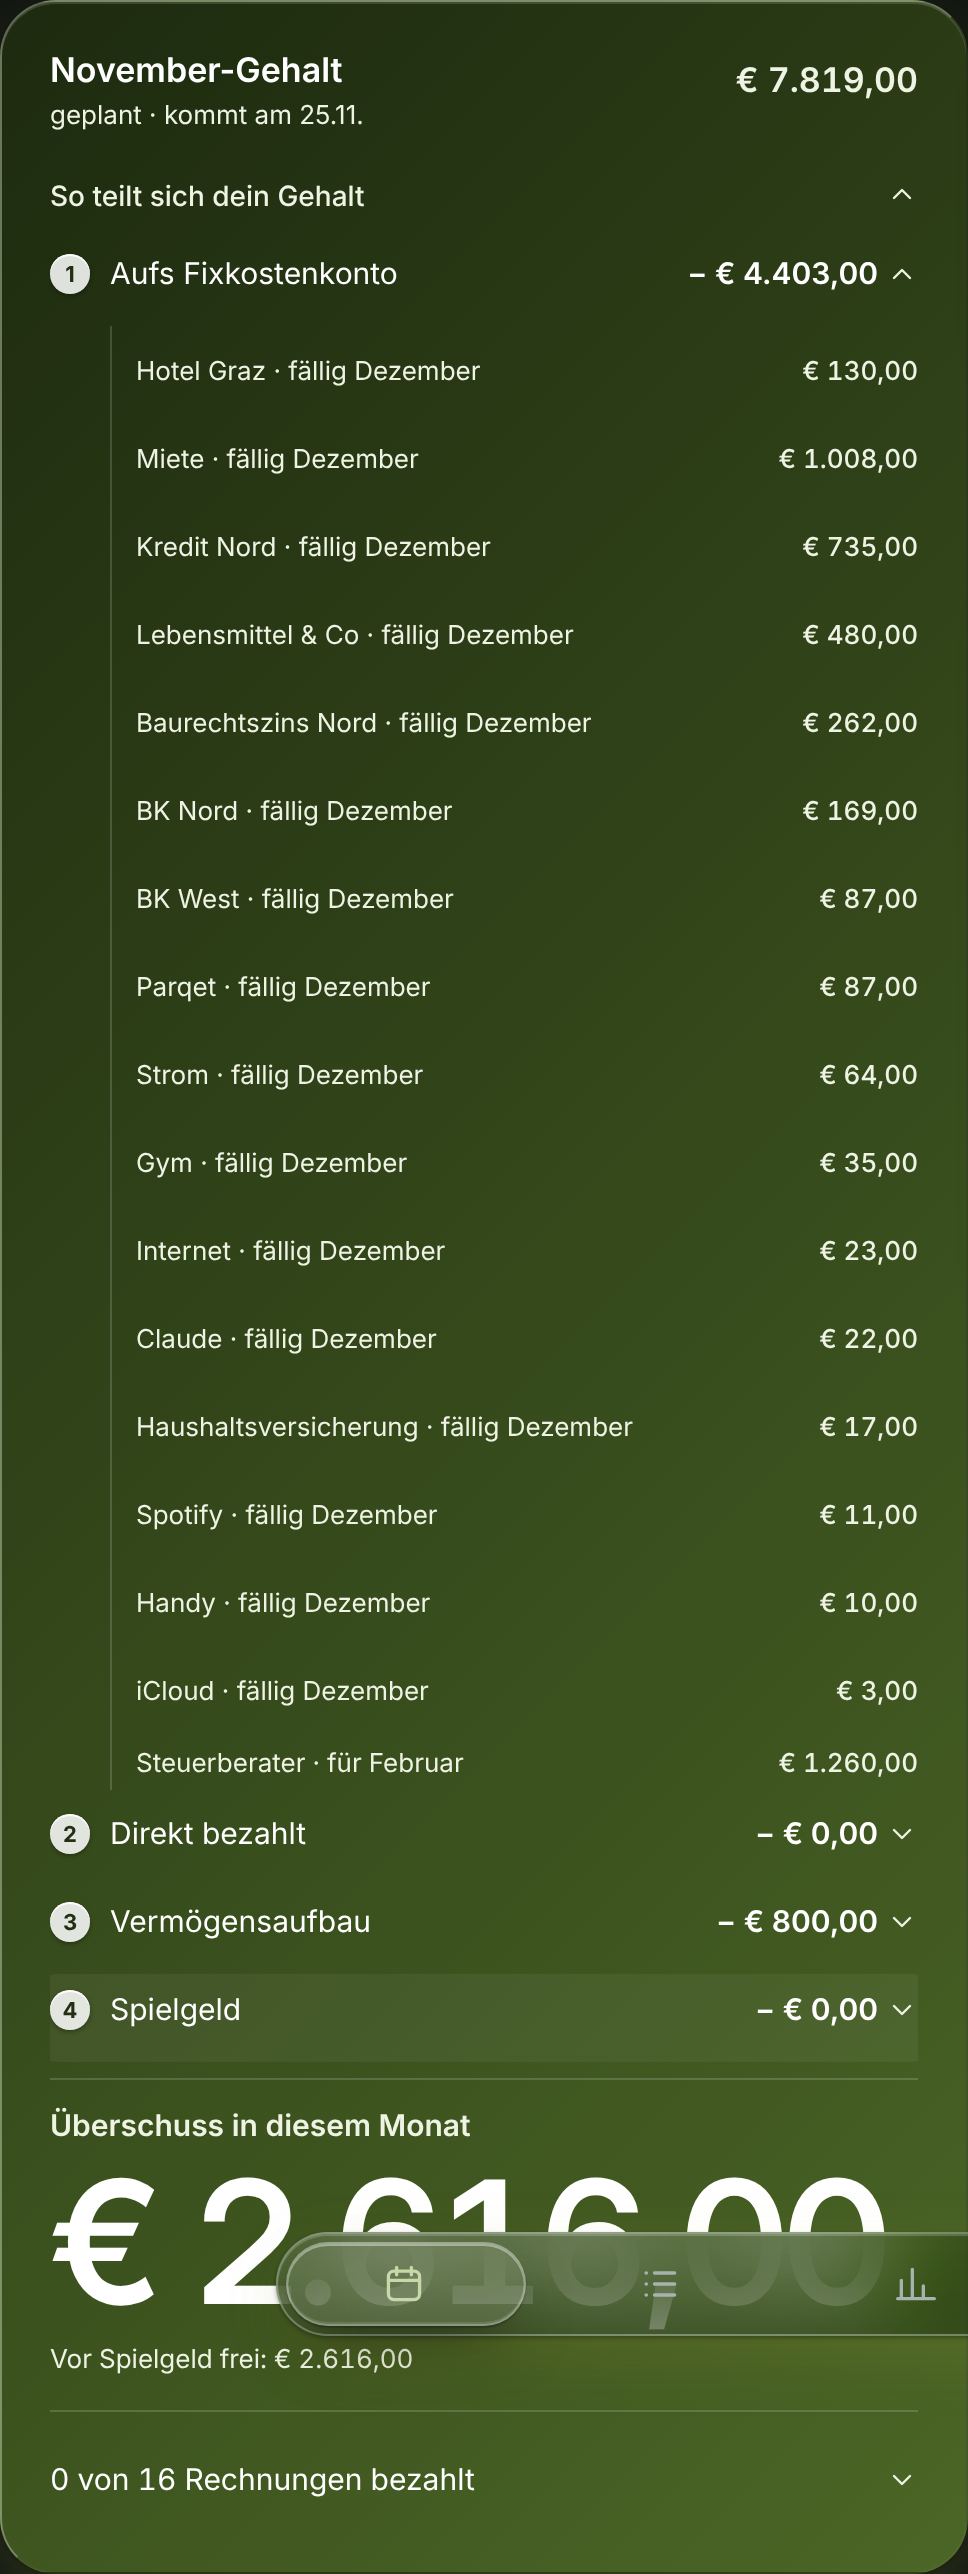 November-Gehalt
€ 7.819,00
geplant · kommt am 25.11.
So teilt sich dein Gehalt
1 Aufs Fixkostenkonto – € 4.403,00
Hotel Graz · fällig Dezember € 130,00
Miete · fällig Dezember € 1.008,00
Kredit Nord · fällig Dezember € 735,00
Lebensmittel & Co · fällig Dezember € 480,00
Baurechtszins Nord · fällig Dezember € 262,00
BK Nord · fällig Dezember € 169,00
BK West · fällig Dezember € 87,00
Parqet · fällig Dezember € 87,00
Strom · fällig Dezember € 64,00
Gym · fällig Dezember € 35,00
Internet · fällig Dezember € 23,00
Claude · fällig Dezember € 22,00
Haushaltsversicherung · fällig Dezember € 17,00
Spotify · fällig Dezember € 11,00
Handy · fällig Dezember € 10,00
iCloud · fällig Dezember € 3,00
Steuerberater · für Februar € 1.260,00
2 Direkt bezahlt – € 0,00
3 Vermögensaufbau – € 800,00
4 Spielgeld – € 0,00
Überschuss in diesem Monat
€ 2.616,00
Vor Spielgeld frei: € 2.616,00
0 von 16 Rechnungen bezahlt